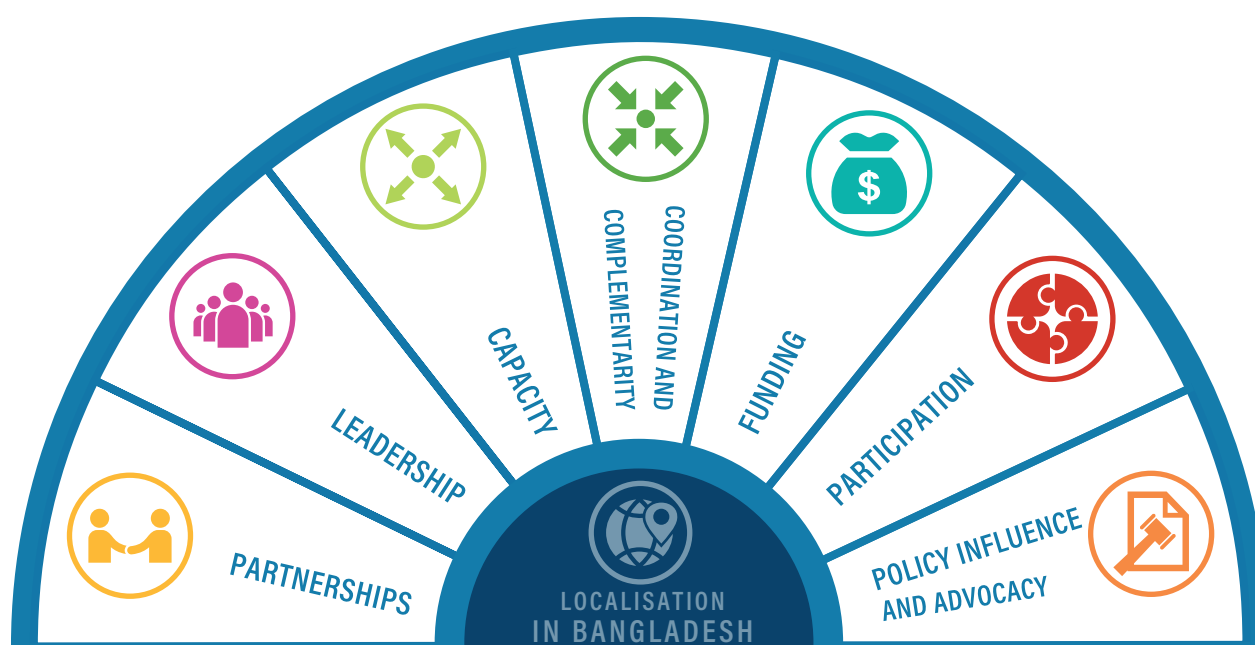 PARTNERSHIPS
LEADERSHIP
CAPACITY
COORDINATION AND
COMPLEMENTARITY
$
FUNDING
PARTICIPATION
POLICY INFLUENCE
AND ADVOCACY
LOCALISATION
IN BANGLADESH